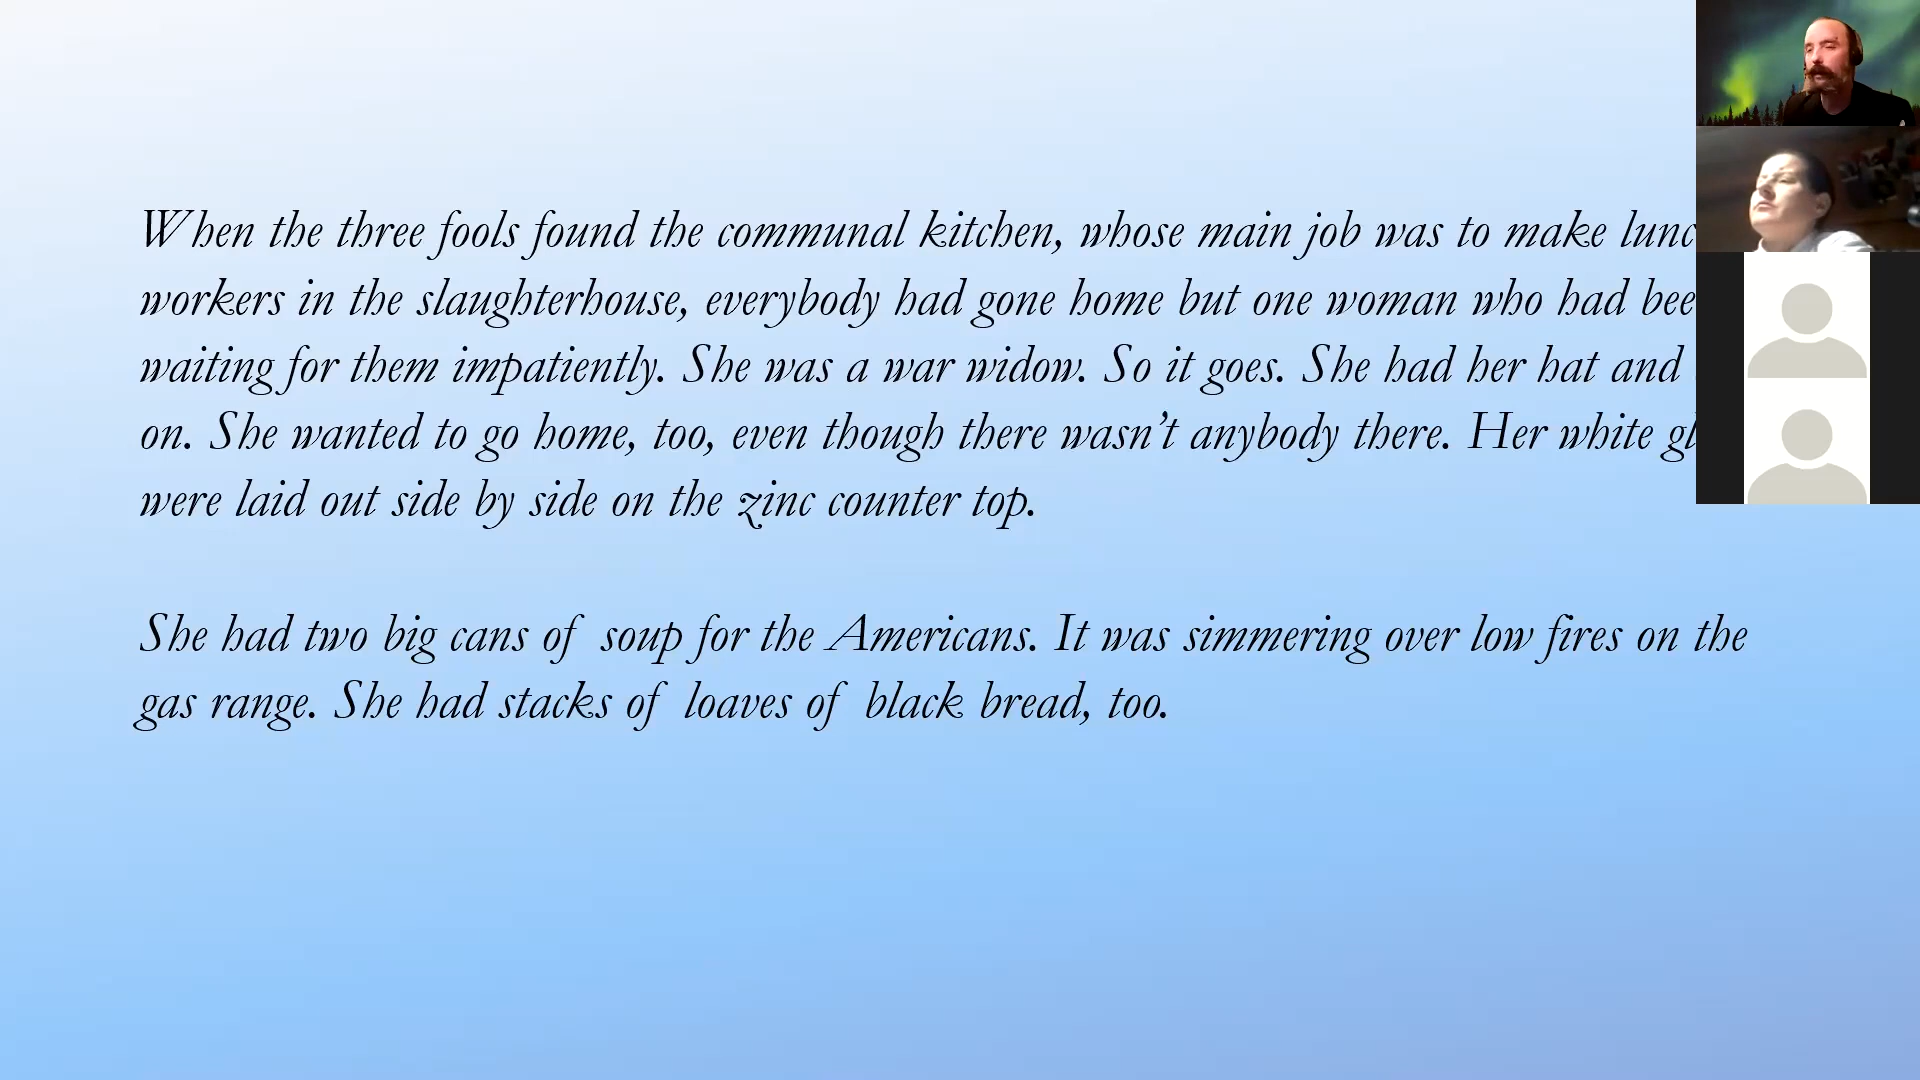 When the three fools found the communal kitchen, whose main job was to make
workers in the slaughterhouse, everybody had gone home but one woman who had
waiting for them impatiently. She was a war widow. So it goes. She had her hat and
on. She wanted to go home, too, even though there wasn’t anybody there. Her white
were laid out side by side on the zinc counter top.
She had two big cans of soup for the Americans. It was simmering over low fires on the
gas range. She had stacks of loaves of black bread, too.